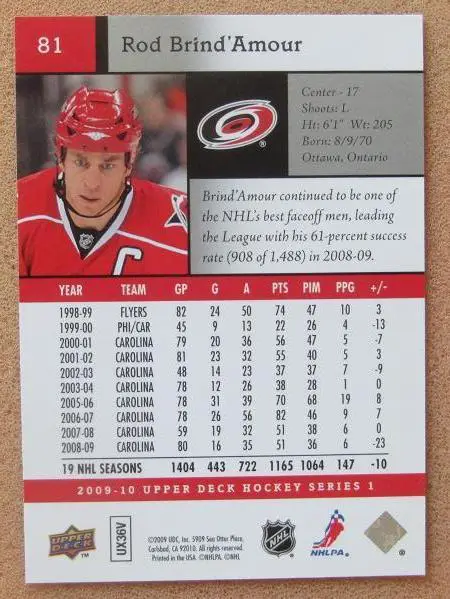 81 Rod Brind'Amour
Center - 17
Shoots: L
Ht: 6'1" Wt: 205
Born: 8/9/70
Ottawa, Ontario
Brind'Amour continued to be one of
the NHL's best faceoff men, leading
the League with his 61-percent success
rate (908 of 1,488) in 2008-09.
C
YEAR TEAM GP G A PTS PIM PPG +/-
1998-99 FLYERS 82 24 50 74 47 10 3
1999-00 PHI/CAR 45 9 13 22 26 4 -13
2000-01 CAROLINA 79 20 36 56 47 5 -7
2001-02 CAROLINA 81 23 32 55 40 5 3
2002-03 CAROLINA 48 14 23 37 37 7 -9
2003-04 CAROLINA 78 12 26 38 28 1 0
2005-06 CAROLINA 78 31 39 70 68 19 8
2006-07 CAROLINA 78 26 56 82 46 9 7
2007-08 CAROLINA 59 19 32 51 38 6 0
2008-09 CAROLINA 80 16 35 51 36 6 -23
19 NHL SEASONS 1404 443 722 1165 1064 147 -10
2009-10 UPPER DECK HOCKEY SERIES 1
UPPER DECK TM
UX36V
©2009 UDC, Inc. 5909 Sea Otter Place,
Carlsbad, CA 92010. All rights reserved.
Printed in the USA. ©NHLPA. ©NHL
NHL
NHLPA
®